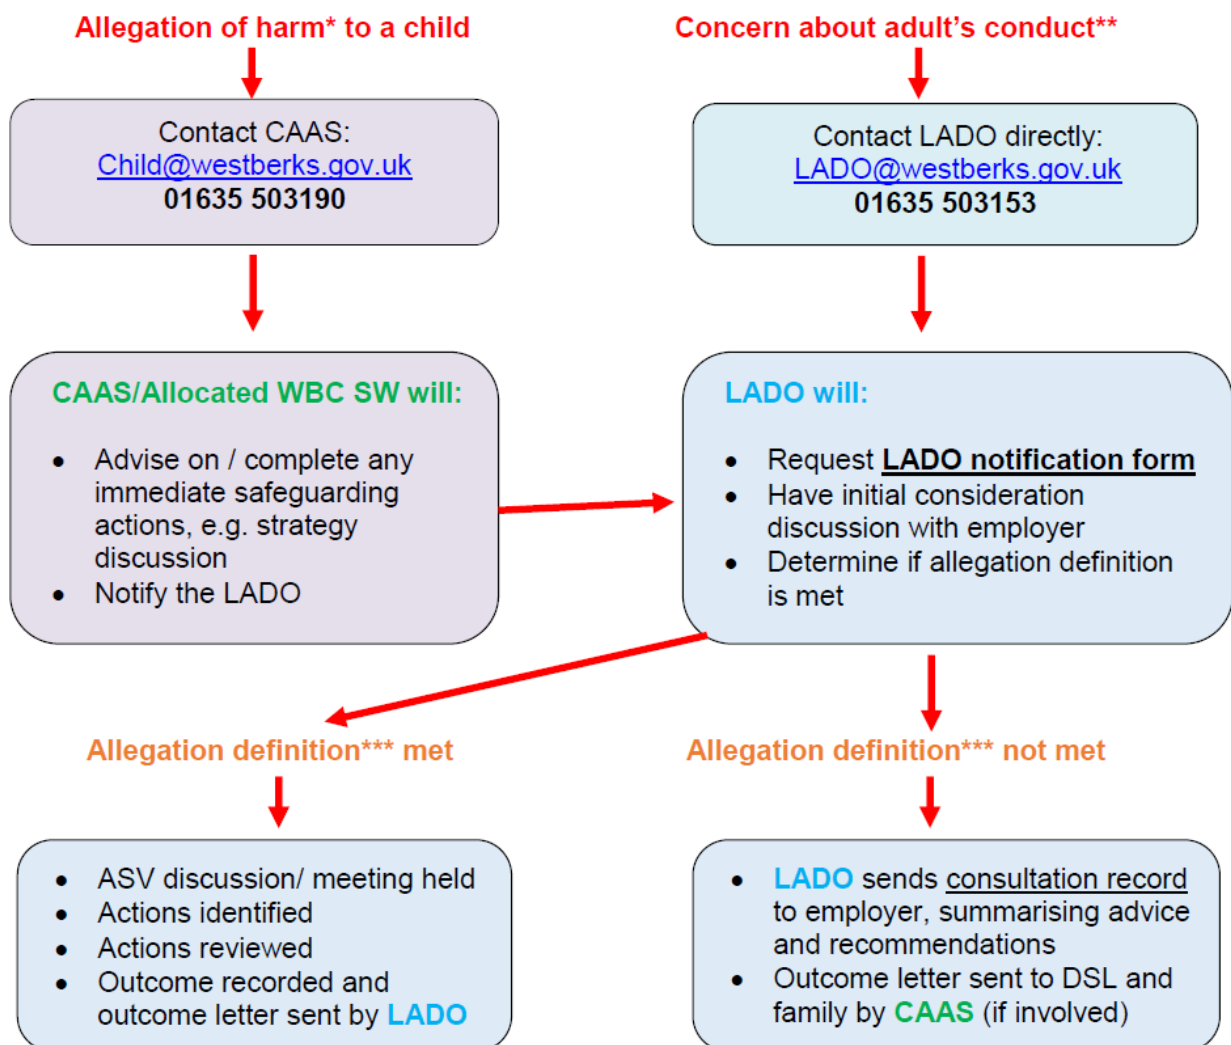 Allegation of harm* to a child
Concern about adult's conduct**
Contact CAAS:
Child@westberks.gov.uk
01635 503190
Contact LADO directly:
LADO@westberks.gov.uk
01635 503153
CAAS/Allocated WBC SW will:
• Advise on / complete any
immediate safeguarding
actions, e.g. strategy
discussion
• Notify the LADO
LADO will:
• Request LADO notification form
• Have initial consideration
discussion with employer
• Determine if allegation definition
is met
Allegation definition*** met
Allegation definition*** not met
• ASV discussion/ meeting held
• Actions identified
• Actions reviewed
• Outcome recorded and
outcome letter sent by LADO
• LADO sends consultation record
to employer, summarising advice
and recommendations
• Outcome letter sent to DSL and
family by CAAS (if involved)